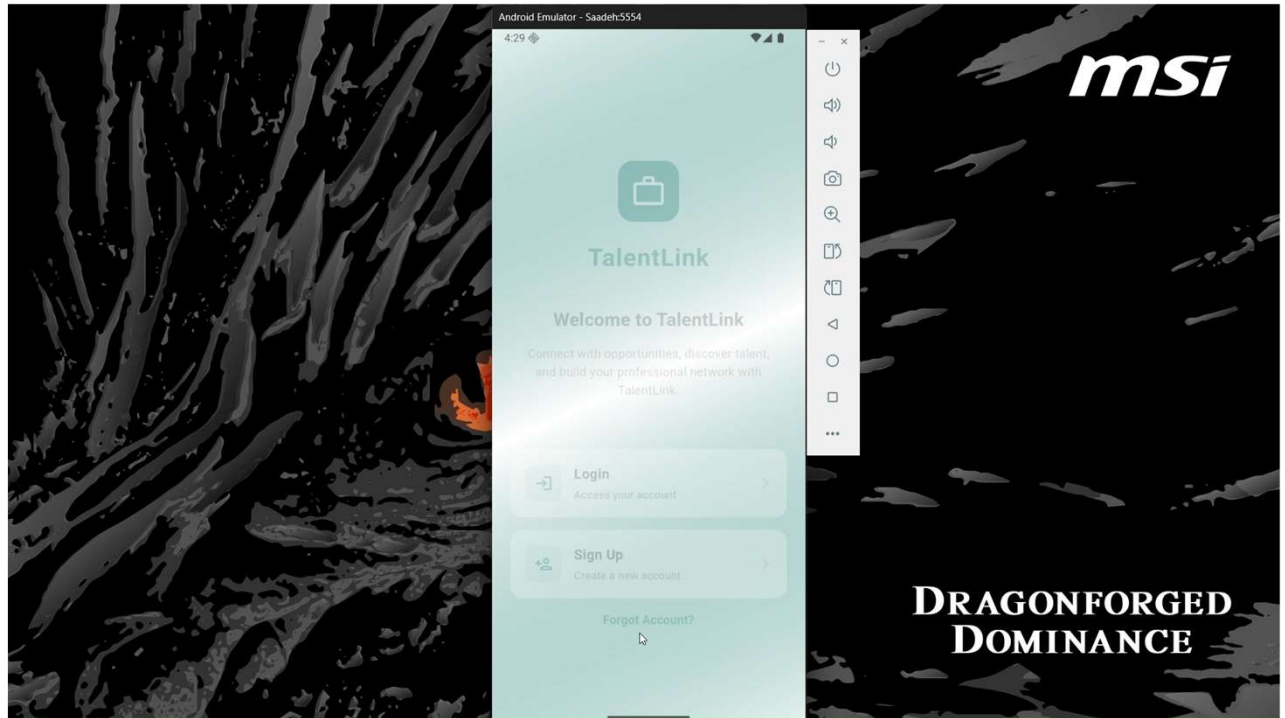 Android Emulator - Saadeh:5554
4:29
msi
TalentLink
Welcome to TalentLink
Connect with opportunities, discover talent,
and build your professional network with
TalentLink.
Login
Access your account
Sign Up
Create a new account
Forgot Account?
DRAGONFORGED
DOMINANCE